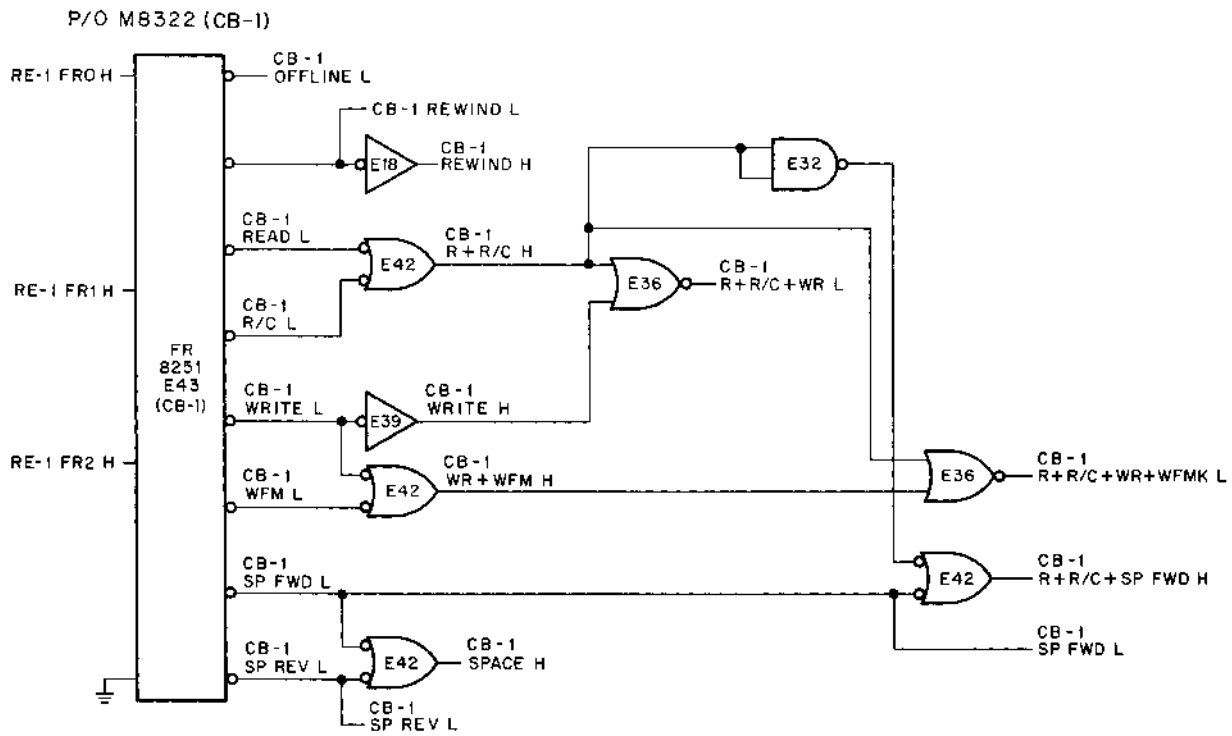 P/O M8322 (CB-1)
RE-1 FR0 H
CB-1
OFFLINE L
CB-1 REWIND L
E18
CB-1
REWIND H
E32
CB-1
READ L
E42
CB-1
R+R/C H
E36
CB-1
R+R/C+WR L
RE-1 FR1 H
CB-1
R/C L
FR
8251
E43
(CB-1)
CB-1
WRITE L
E39
CB-1
WRITE H
RE-1 FR2 H
CB-1
WFM L
E42
CB-1
WR+WFM H
E36
CB-1
R+R/C+WR+WFMK L
CB-1
SP FWD L
E42
CB-1
R+R/C+SP FWD H
CB-1
SP FWD L
CB-1
SP REV L
E42
CB-1
SPACE H
CB-1
SP REV L